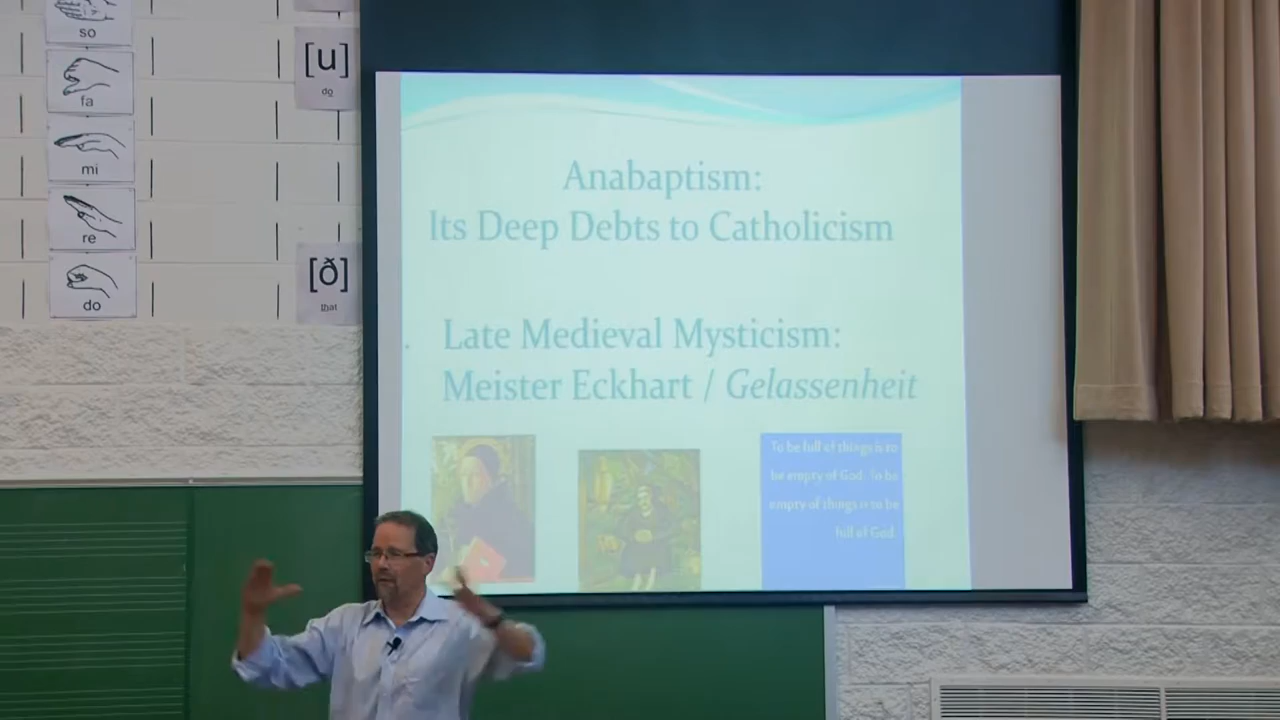 so
fa
mi
re
do
[u]
do
[ð]
that
Anabaptism:
Its Deep Debts to Catholicism
. Late Medieval Mysticism:
Meister Eckhart / Gelassenheit
To be full of things is to
be empty of God. To be
empty of things is to be
full of God.